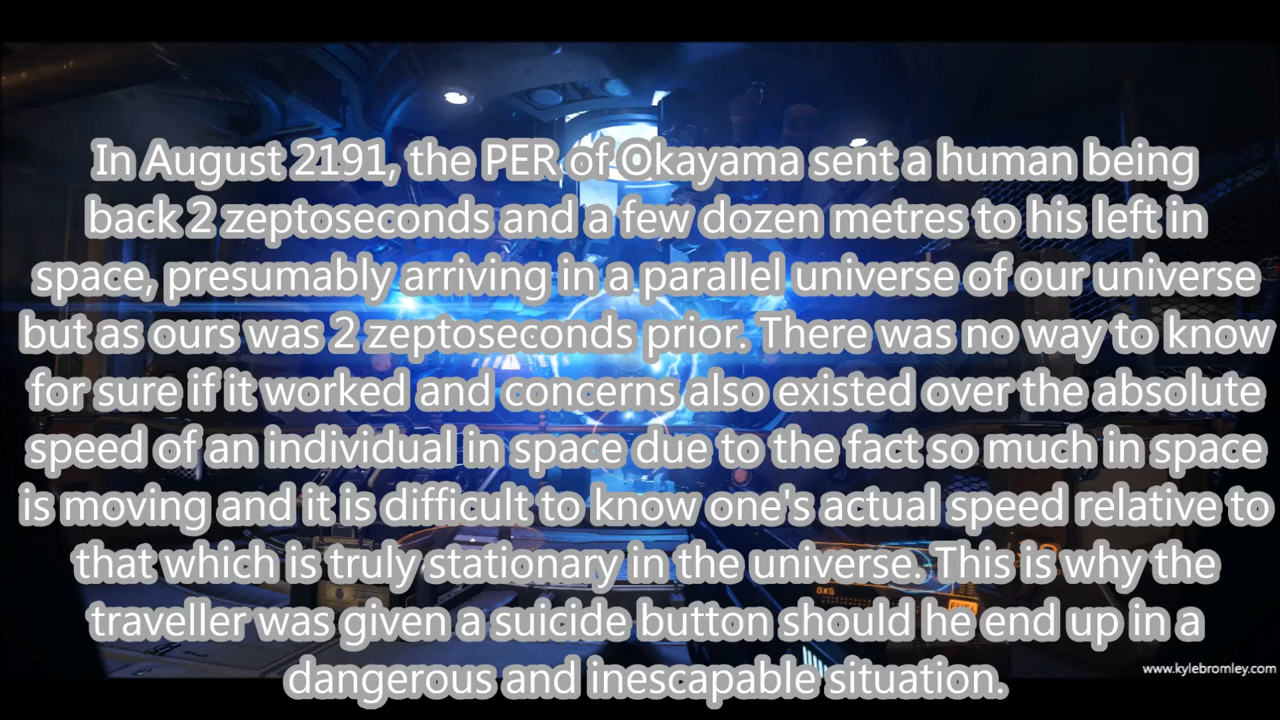 In August 2191, the PER of Okayama sent a human being
back 2 zeptoseconds and a few dozen metres to his left in
space, presumably arriving in a parallel universe of our universe
but as ours was 2 zeptoseconds prior. There was no way to know
for sure if it worked and concerns also existed over the absolute
speed of an individual in space due to the fact so much in space
is moving and it is difficult to know one's actual speed relative to
that which is truly stationary in the universe. This is why the
traveller was given a suicide button should he end up in a
dangerous and inescapable situation.
FUEL
www.kylebromley.com